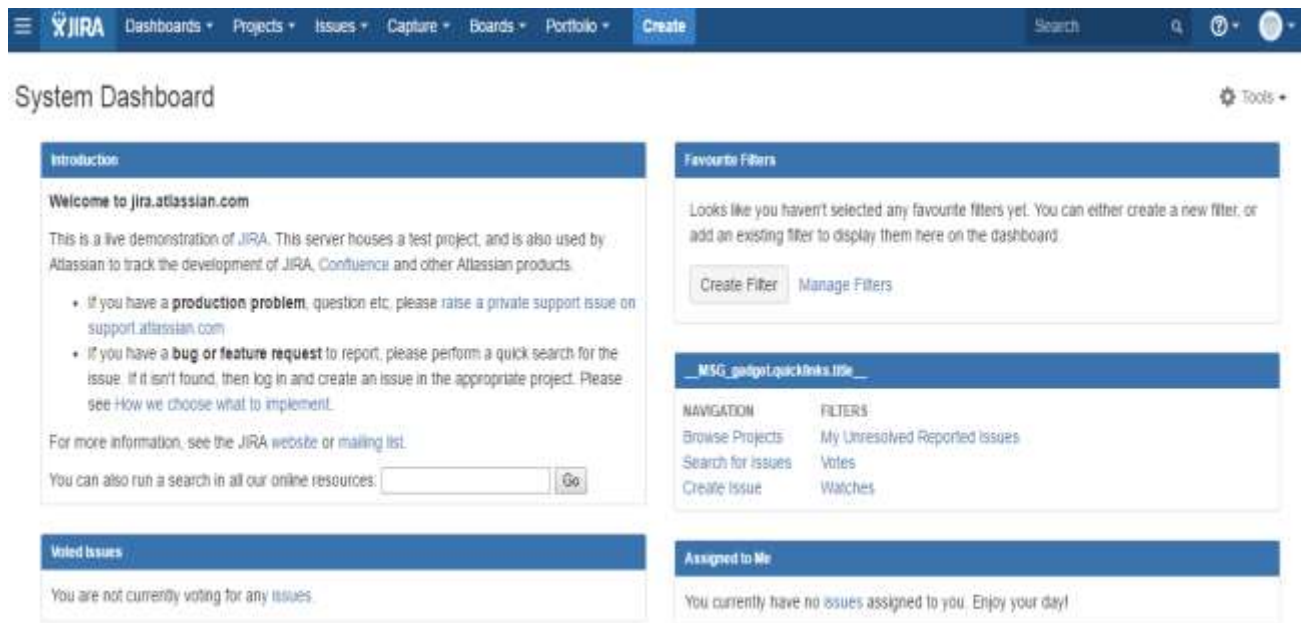 JIRA Dashboards Projects Issues Capture Boards Portfolio Create Search
System Dashboard
Tools
Introduction
Welcome to jira.atlassian.com
This is a live demonstration of JIRA. This server houses a test project, and is also used by
Atlassian to track the development of JIRA, Confluence and other Atlassian products.
• If you have a production problem, question etc, please raise a private support issue on
support.atlassian.com
• If you have a bug or feature request to report, please perform a quick search for the
issue. If it isn't found, then log in and create an issue in the appropriate project. Please
see How we choose what to implement.
For more information, see the JIRA website or mailing list.
You can also run a search in all our online resources: Go
Voted Issues
You are not currently voting for any issues.
Favourite Filters
Looks like you haven't selected any favourite filters yet. You can either create a new filter, or
add an existing filter to display them here on the dashboard.
Create Filter Manage Filters
__MSG_gadget.quicklinks.title__
NAVIGATION FILTERS
Browse Projects My Unresolved Reported Issues
Search for Issues Votes
Create Issue Watches
Assigned to Me
You currently have no issues assigned to you. Enjoy your day!